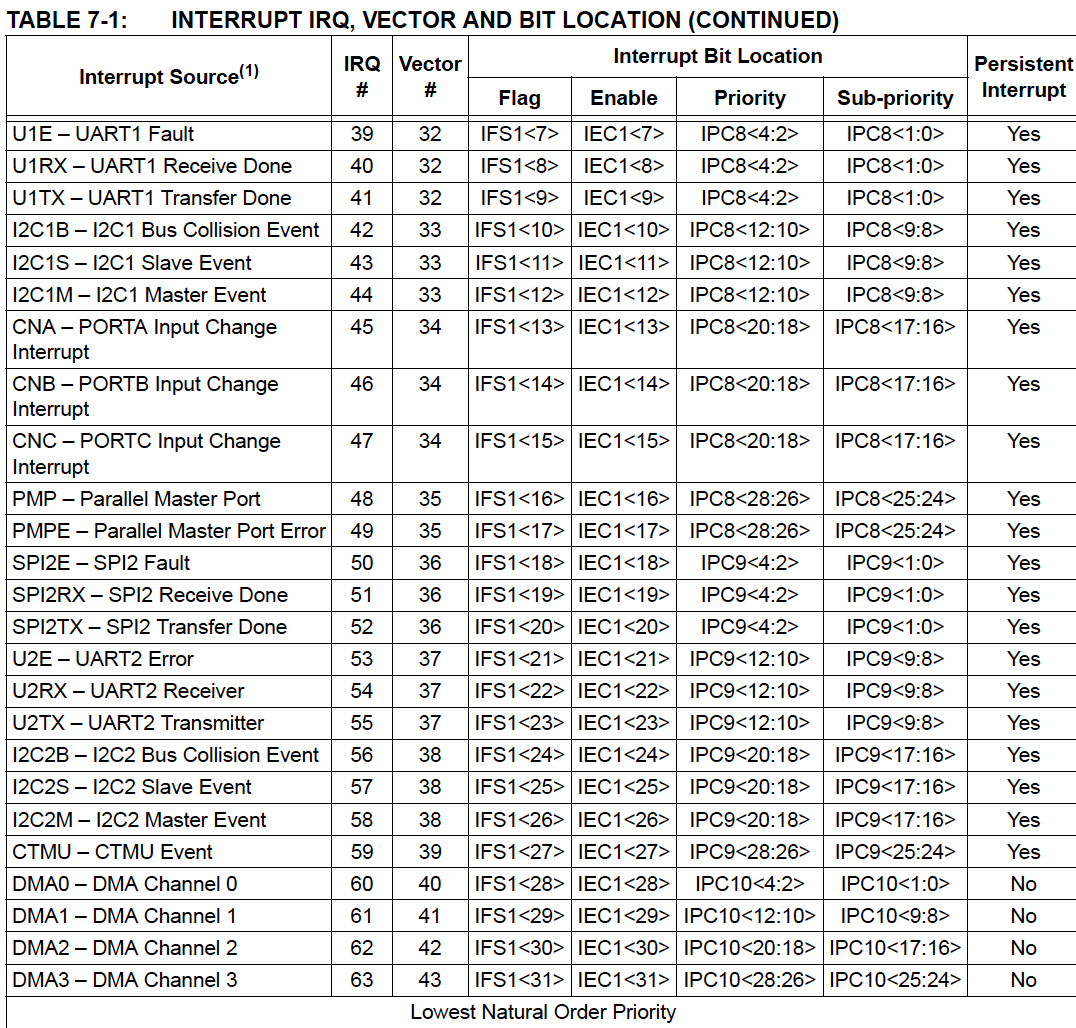 TABLE 7-1: INTERRUPT IRQ, VECTOR AND BIT LOCATION (CONTINUED)
Interrupt Source(1) IRQ # Vector # Interrupt Bit Location Persistent Interrupt
Flag Enable Priority Sub-priority
U1E – UART1 Fault 39 32 IFS1<7> IEC1<7> IPC8<4:2> IPC8<1:0> Yes
U1RX – UART1 Receive Done 40 32 IFS1<8> IEC1<8> IPC8<4:2> IPC8<1:0> Yes
U1TX – UART1 Transfer Done 41 32 IFS1<9> IEC1<9> IPC8<4:2> IPC8<1:0> Yes
I2C1B – I2C1 Bus Collision Event 42 33 IFS1<10> IEC1<10> IPC8<12:10> IPC8<9:8> Yes
I2C1S – I2C1 Slave Event 43 33 IFS1<11> IEC1<11> IPC8<12:10> IPC8<9:8> Yes
I2C1M – I2C1 Master Event 44 33 IFS1<12> IEC1<12> IPC8<12:10> IPC8<9:8> Yes
CNA – PORTA Input Change 45 34 IFS1<13> IEC1<13> IPC8<20:18> IPC8<17:16> Yes
Interrupt
CNB – PORTB Input Change 46 34 IFS1<14> IEC1<14> IPC8<20:18> IPC8<17:16> Yes
Interrupt
CNC – PORTC Input Change 47 34 IFS1<15> IEC1<15> IPC8<20:18> IPC8<17:16> Yes
Interrupt
PMP – Parallel Master Port 48 35 IFS1<16> IEC1<16> IPC8<28:26> IPC8<25:24> Yes
PMPE – Parallel Master Port Error 49 35 IFS1<17> IEC1<17> IPC8<28:26> IPC8<25:24> Yes
SPI2E – SPI2 Fault 50 36 IFS1<18> IEC1<18> IPC9<4:2> IPC9<1:0> Yes
SPI2RX – SPI2 Receive Done 51 36 IFS1<19> IEC1<19> IPC9<4:2> IPC9<1:0> Yes
SPI2TX – SPI2 Transfer Done 52 36 IFS1<20> IEC1<20> IPC9<4:2> IPC9<1:0> Yes
U2E – UART2 Error 53 37 IFS1<21> IEC1<21> IPC9<12:10> IPC9<9:8> Yes
U2RX – UART2 Receiver 54 37 IFS1<22> IEC1<22> IPC9<12:10> IPC9<9:8> Yes
U2TX – UART2 Transmitter 55 37 IFS1<23> IEC1<23> IPC9<12:10> IPC9<9:8> Yes
I2C2B – I2C2 Bus Collision Event 56 38 IFS1<24> IEC1<24> IPC9<20:18> IPC9<17:16> Yes
I2C2S – I2C2 Slave Event 57 38 IFS1<25> IEC1<25> IPC9<20:18> IPC9<17:16> Yes
I2C2M – I2C2 Master Event 58 38 IFS1<26> IEC1<26> IPC9<20:18> IPC9<17:16> Yes
CTMU – CTMU Event 59 39 IFS1<27> IEC1<27> IPC9<28:26> IPC9<25:24> Yes
DMA0 – DMA Channel 0 60 40 IFS1<28> IEC1<28> IPC10<4:2> IPC10<1:0> No
DMA1 – DMA Channel 1 61 41 IFS1<29> IEC1<29> IPC10<12:10> IPC10<9:8> No
DMA2 – DMA Channel 2 62 42 IFS1<30> IEC1<30> IPC10<20:18> IPC10<17:16> No
DMA3 – DMA Channel 3 63 43 IFS1<31> IEC1<31> IPC10<28:26> IPC10<25:24> No
Lowest Natural Order Priority